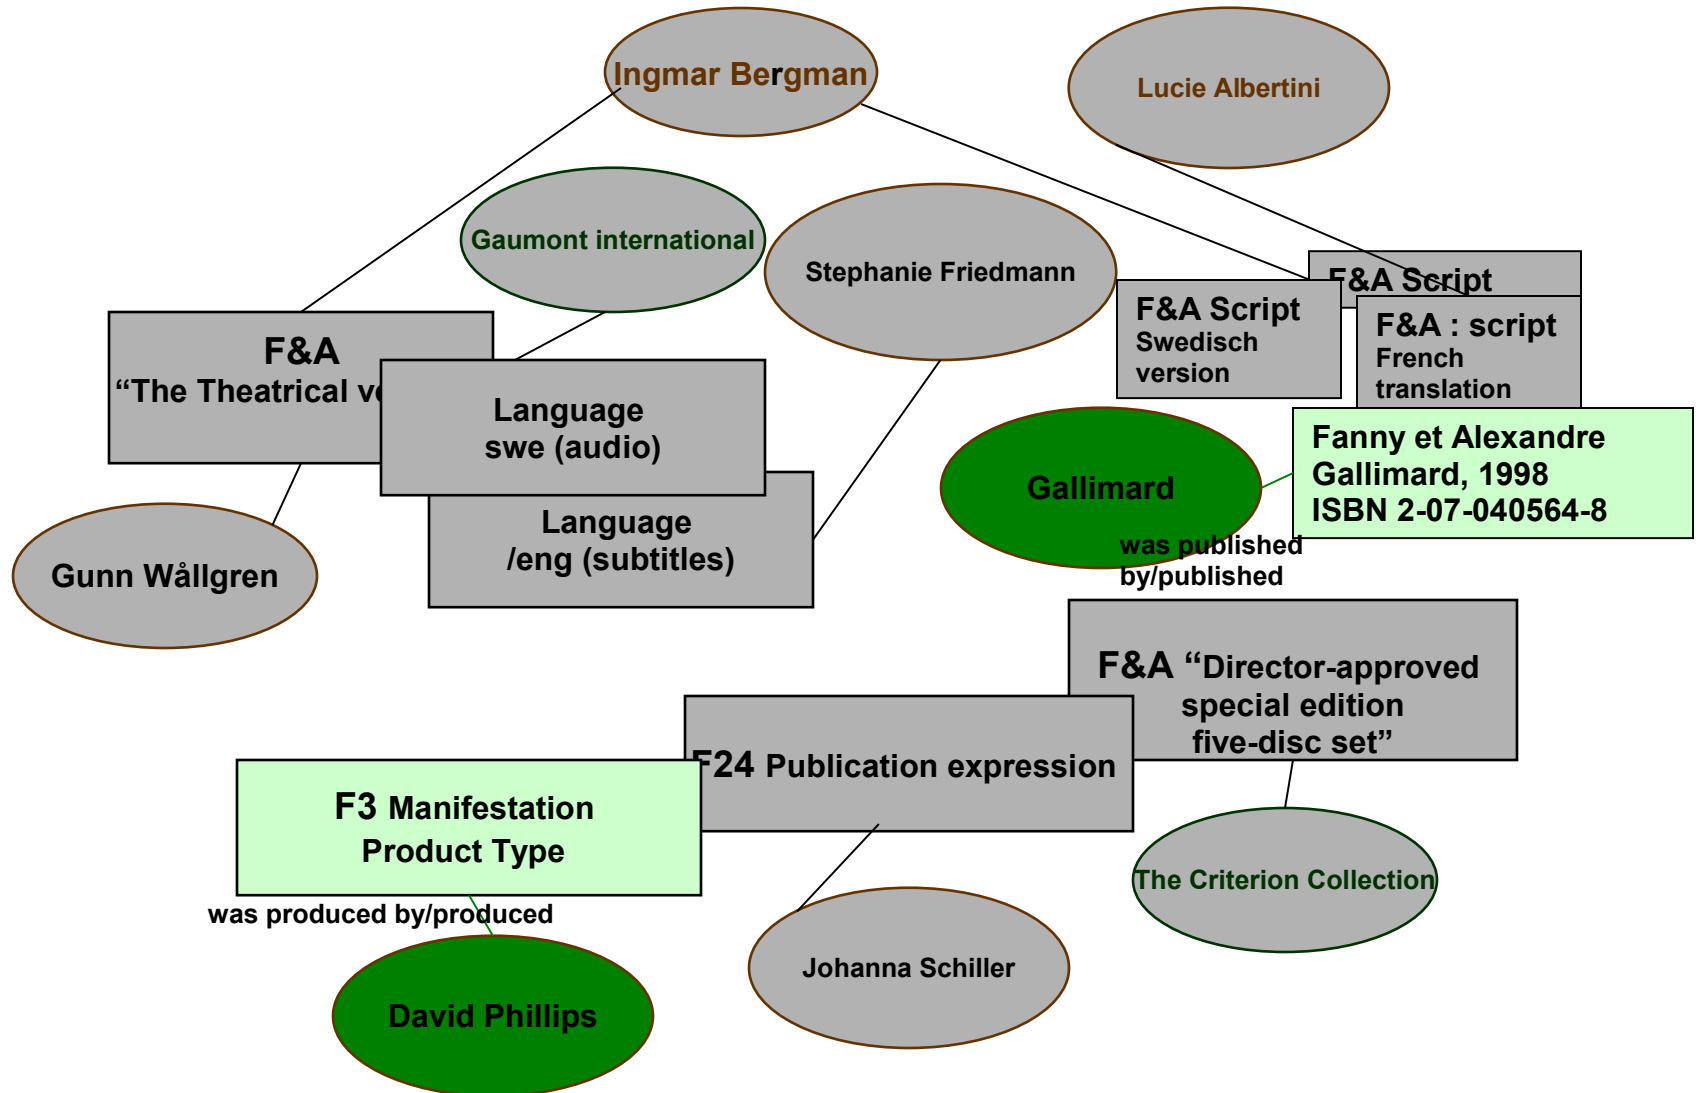 Ingmar Bergman
Lucie Albertini
Gaumont international
Stephanie Friedmann
F&A Script
F&A Script
Swedisch
version
F&A : script
French
translation
F&A
“The Theatrical ve
Language
swe (audio)
Language
/eng (subtitles)
Gunn Wållgren
Fanny et Alexandre
Gallimard, 1998
ISBN 2-07-040564-8
Gallimard
was published
by/published
F&A “Director-approved
special edition
five-disc set”
F24 Publication expression
F3 Manifestation
Product Type
was produced by/produced
The Criterion Collection
Johanna Schiller
David Phillips